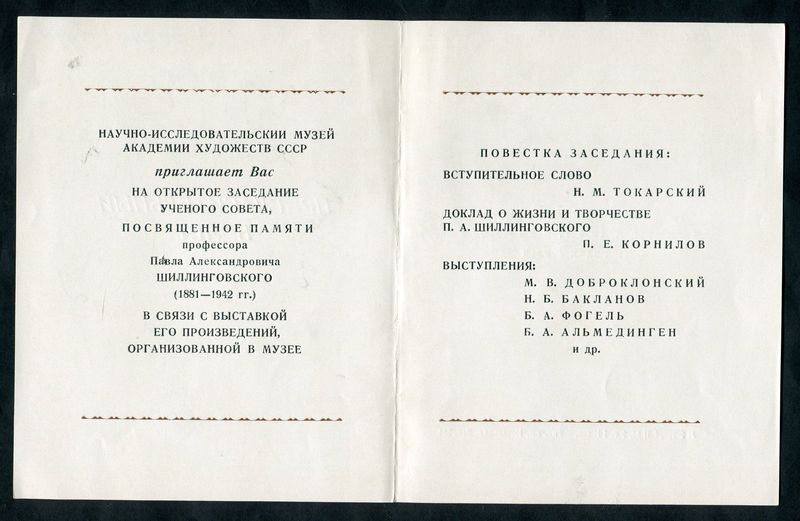 НАУЧНО-ИССЛЕДОВАТЕЛЬСКИИ МУЗЕЙ
АКАДЕМИИ ХУДОЖЕСТВ СССР
приглашает Вас
НА ОТКРЫТОЕ ЗАСЕДАНИЕ
УЧЕНОГО СОВЕТА,
ПОСВЯЩЕННОЕ ПАМЯТИ
профессора
Павла Александровича
ШИЛЛИНГОВСКОГО
(1881—1942 гг.)
В СВЯЗИ С ВЫСТАВКОЙ
ЕГО ПРОИЗВЕДЕНИЙ,
ОРГАНИЗОВАННОЙ В МУЗЕЕ
ПОВЕСТКА ЗАСЕДАНИЯ:
ВСТУПИТЕЛЬНОЕ СЛОВО
Н. М. ТОКАРСКИЙ
ДОКЛАД О ЖИЗНИ И ТВОРЧЕСТВЕ
П. А. ШИЛЛИНГОВСКОГО
П. Е. КОРНИЛОВ
ВЫСТУПЛЕНИЯ:
М. В. ДОБРОКЛОНСКИЙ
Н. Б. БАКЛАНОВ
Б. А. ФОГЕЛЬ
Б. А. АЛЬМЕДИНГЕН
и др.